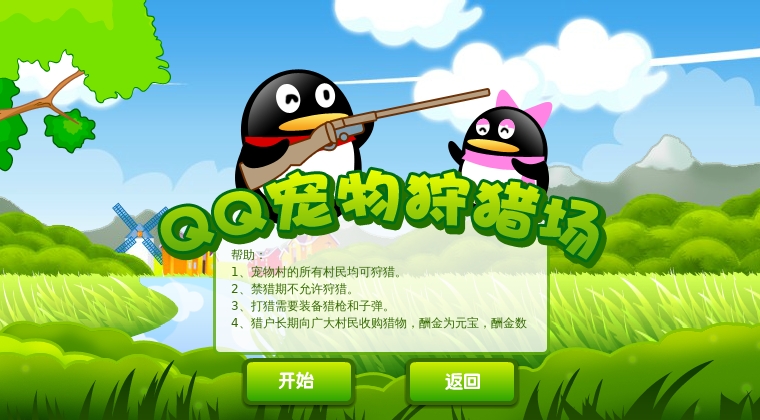 QQ宠物狩猎场
帮助：
1、宠物村的所有村民均可狩猎。
2、禁猎期不允许狩猎。
3、打猎需要装备猎枪和子弹。
4、猎户长期向广大村民收购猎物，酬金为元宝，酬金数
开始
返回